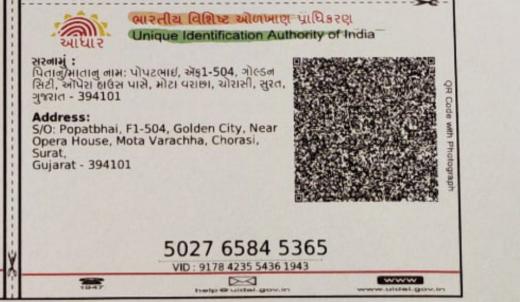 ભારતીય વિશિષ્ટ ઓળખાણ પ્રાધિકરણ
Unique Identification Authority of India
આધાર
સરનામું :
પિતાનું/માતાનું નામ: પોપટભાઈ, એફ1-504, ગોલ્ડન
સિટી, ઓપેરા હાઉસ પાસે, મોટા વરાછા, ચોરાસી, સુરત,
ગુજરાત - 394101
Address:
S/O: Popatbhai, F1-504, Golden City, Near
Opera House, Mota Varachha, Chorasi,
Surat,
Gujarat - 394101
QR Code with Photograph
5027 6584 5365
VID : 9178 4235 5436 1943
1947
help@uidai.gov.in
www
www.uidai.gov.in